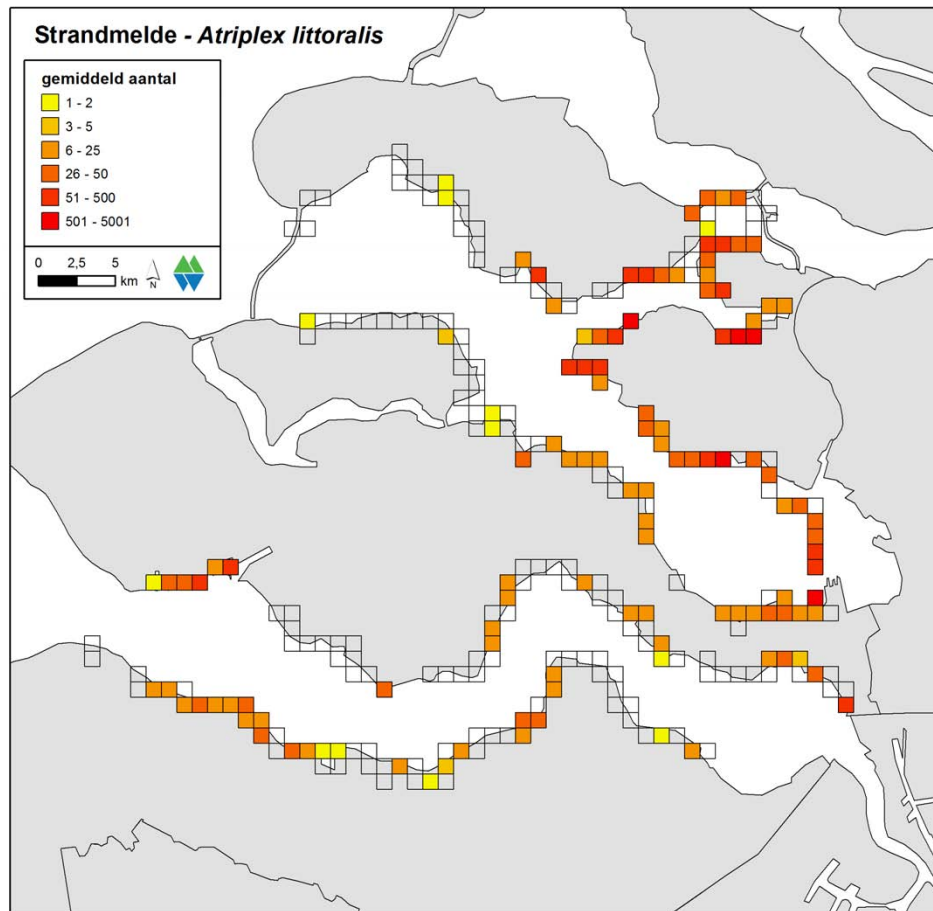 Strandmelde - Atriplex littoralis
gemiddeld aantal
1 - 2
3 - 5
6 - 25
26 - 50
51 - 500
501 - 5001
0 2,5 5
km
N